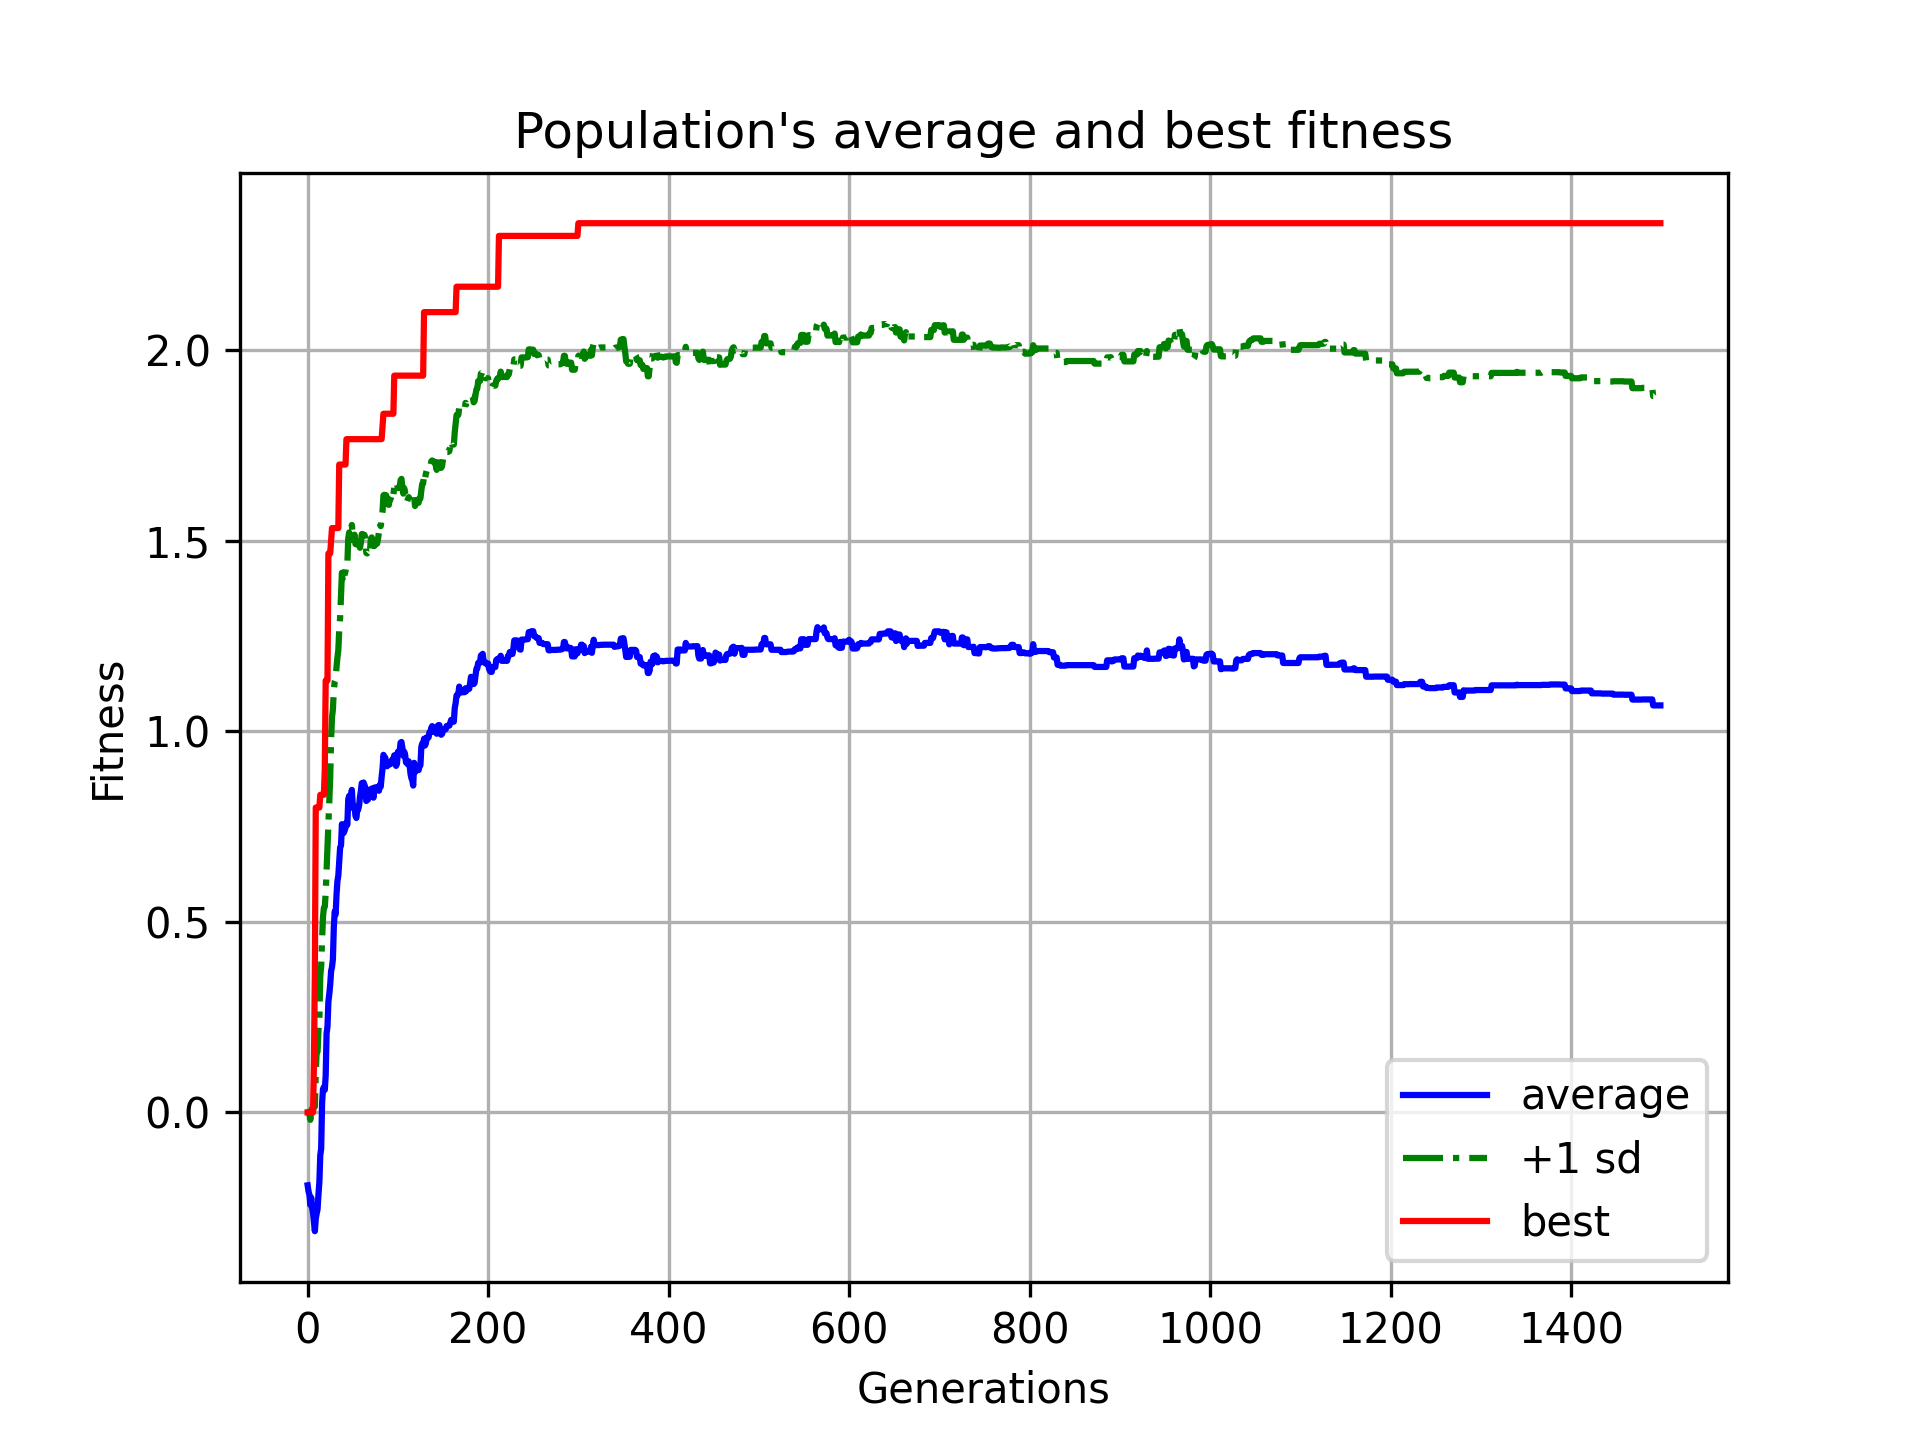 Population's average and best fitness
Fitness
2.0
1.5
1.0
0.5
0.0
average
+1 sd
best
0 200 400 600 800 1000 1200 1400
Generations